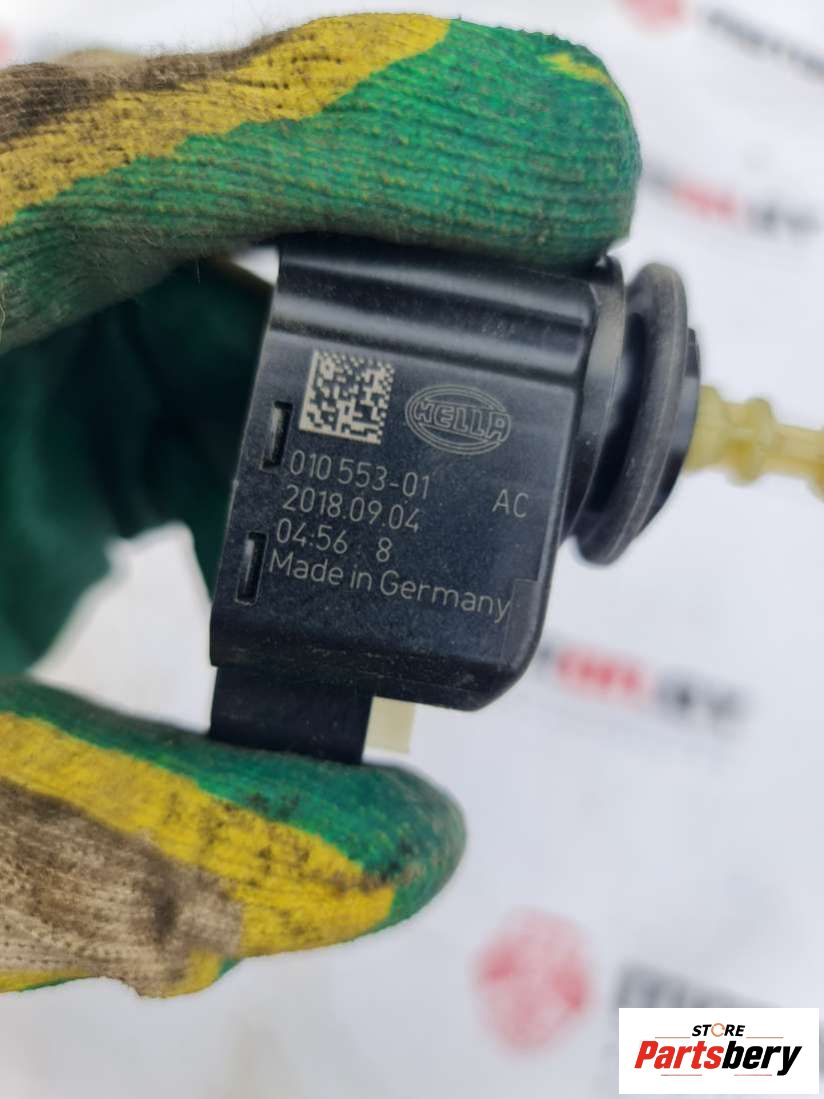 HELLA
010 553-01 AC
2018.09.04
04:56 8
Made in Germany
STORE
Partsbery